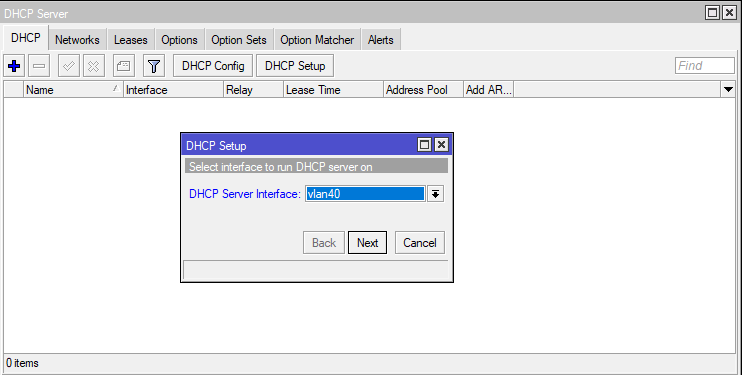 DHCP Server
DHCP Networks Leases Options Option Sets Option Matcher Alerts
DHCP Config DHCP Setup Find
Name / Interface Relay Lease Time Address Pool Add AR...
DHCP Setup
Select interface to run DHCP server on
DHCP Server Interface: vlan40
Back Next Cancel
0 items